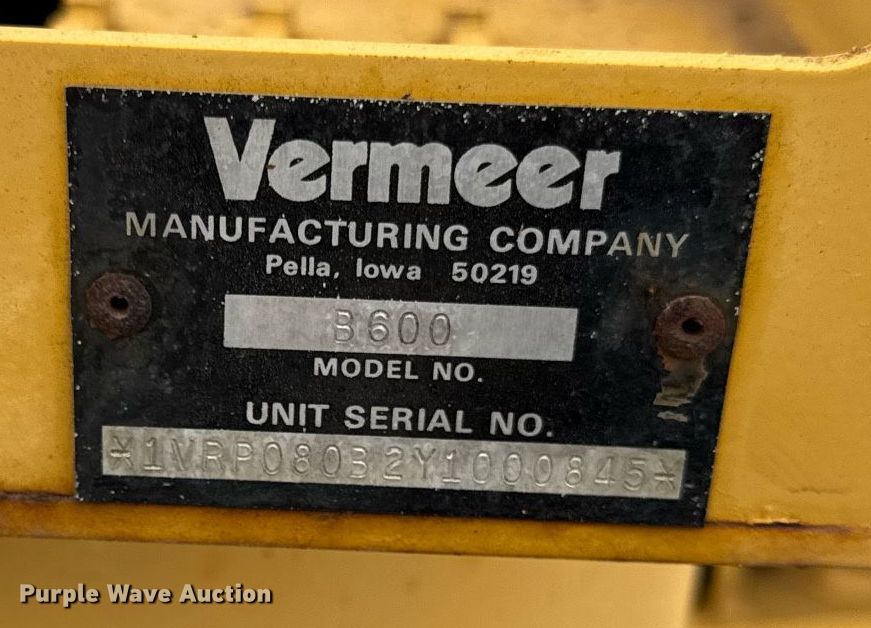 Vermeer
MANUFACTURING COMPANY
Pella, Iowa 50219
B600
MODEL NO.
UNIT SERIAL NO.
*1VRP080B2Y1000845*
Purple Wave Auction